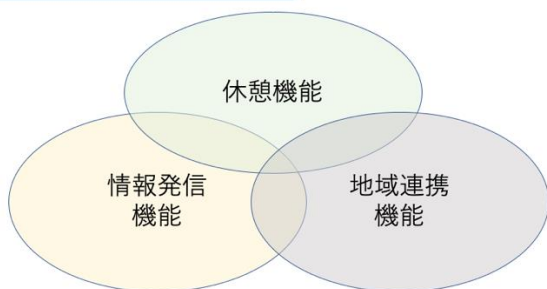 休憩機能
情報発信
機能
地域連携
機能